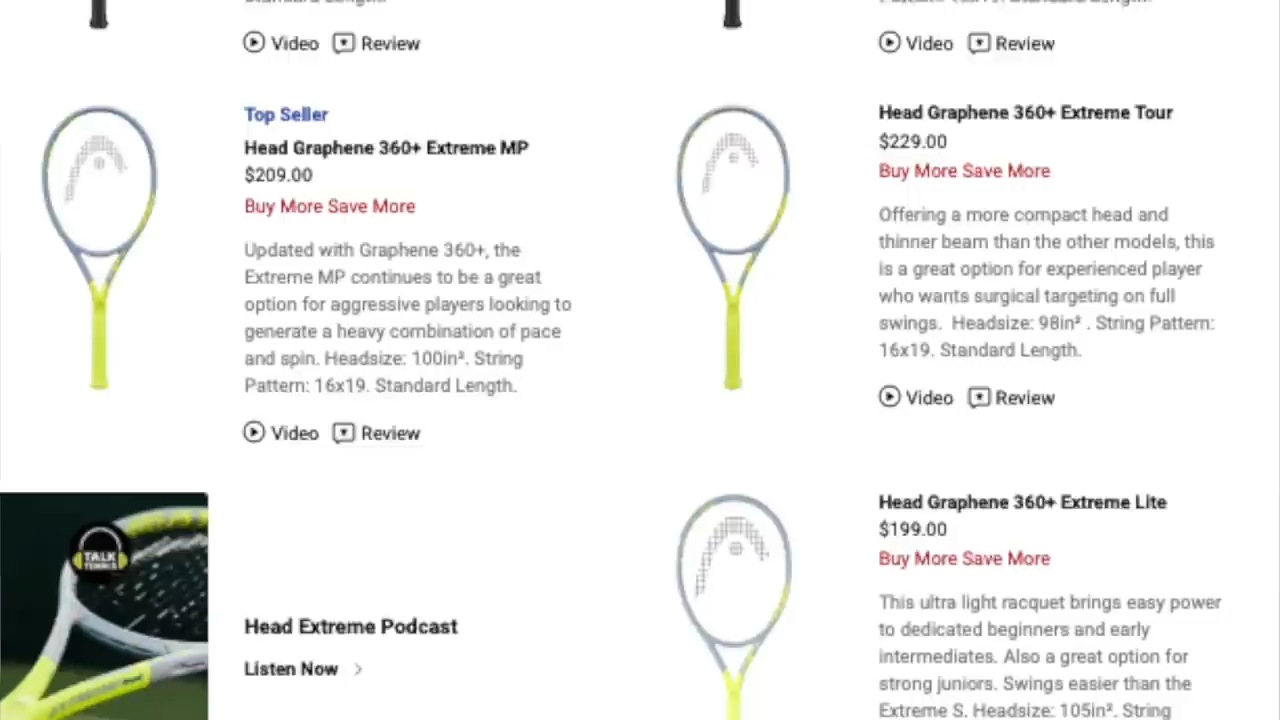 Video Review
Video Review
Top Seller
Head Graphene 360+ Extreme MP
$209.00
Buy More Save More
Updated with Graphene 360+, the
Extreme MP continues to be a great
option for aggressive players looking to
generate a heavy combination of pace
and spin. Headsize: 100in². String
Pattern: 16x19. Standard Length.
Video Review
Head Graphene 360+ Extreme Tour
$229.00
Buy More Save More
Offering a more compact head and
thinner beam than the other models, this
is a great option for experienced player
who wants surgical targeting on full
swings. Headsize: 98in² . String Pattern:
16x19. Standard Length.
Video Review
TALK
TENNIS
Head Extreme Podcast
Listen Now
Head Graphene 360+ Extreme Lite
$199.00
Buy More Save More
This ultra light racquet brings easy power
to dedicated beginners and early
intermediates. Also a great option for
strong juniors. Swings easier than the
Extreme S. Headsize: 105in². String